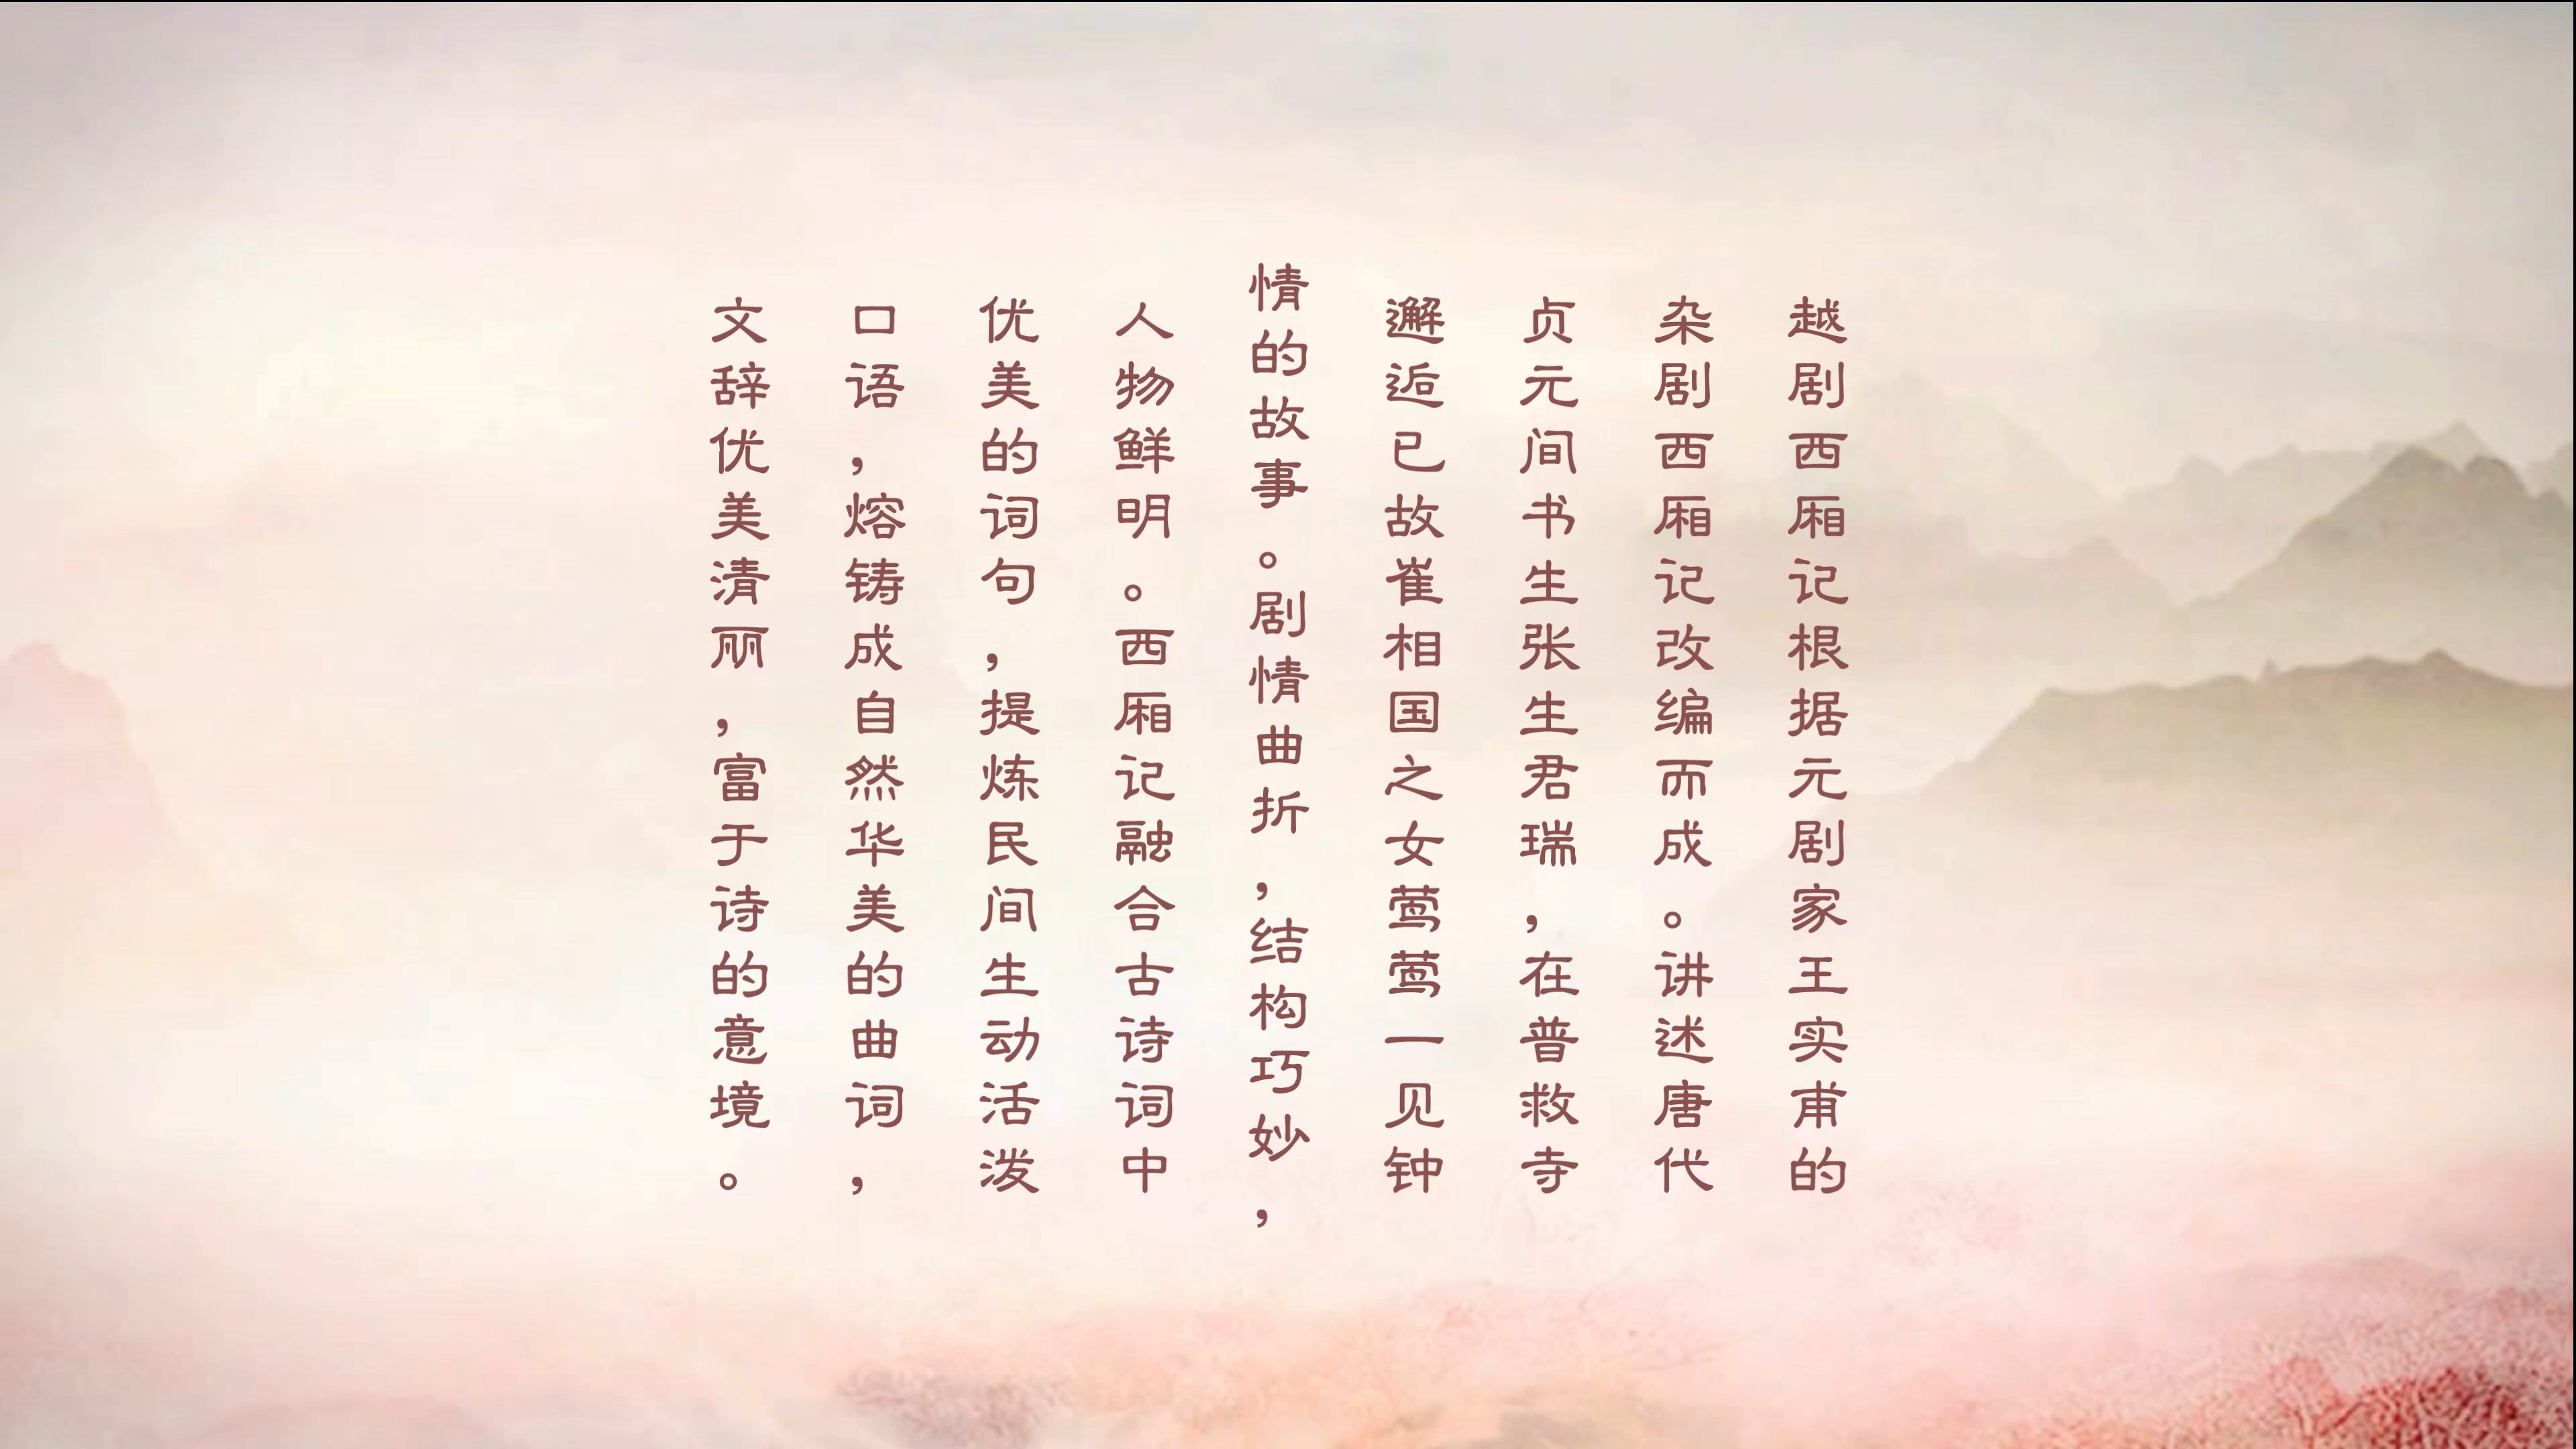 越剧西厢记根据元剧家王实甫的
杂剧西厢记改编而成。讲述唐代
贞元间书生张生君瑞，在普救寺
邂逅已故崔相国之女莺莺一见钟
情的故事。剧情曲折，结构巧妙，
人物鲜明。西厢记融合古诗词中
优美的词句，提炼民间生动活泼
口语，熔铸成自然华美的曲词，
文辞优美清丽，富于诗的意境。